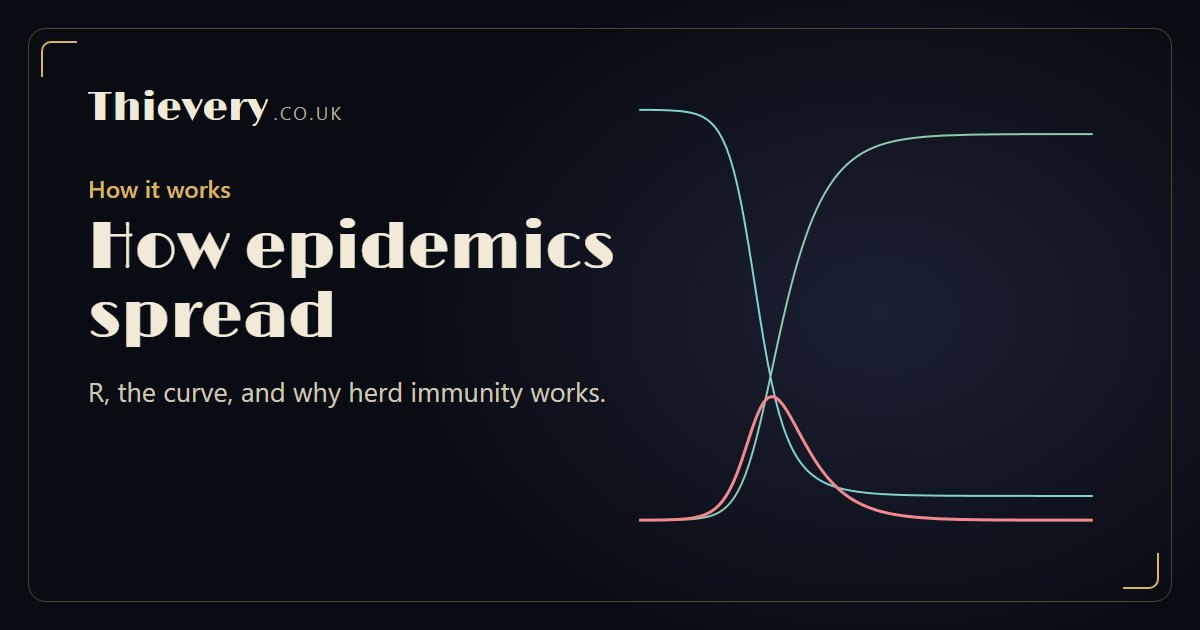 Thievery.CO.UK
How it works
How epidemics
spread
R, the curve, and why herd immunity works.